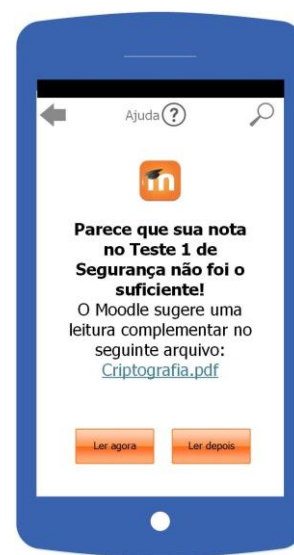 Ajuda ?
m
Parece que sua nota
no Teste 1 de
Segurança não foi o
suficiente!
O Moodle sugere uma
leitura complementar no
seguinte arquivo:
Criptografia.pdf
Ler agora
Ler depois